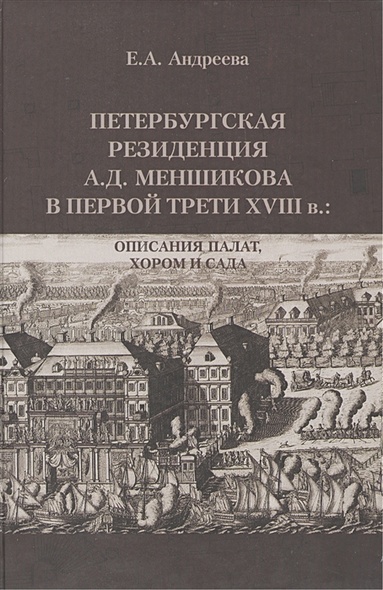 Е.А. Андреева
ПЕТЕРБУРГСКАЯ
РЕЗИДЕНЦИЯ
А.Д. МЕНШИКОВА
В ПЕРВОЙ ТРЕТИ XVIII в.:
ОПИСАНИЯ ПАЛАТ,
ХОРОМ И САДА